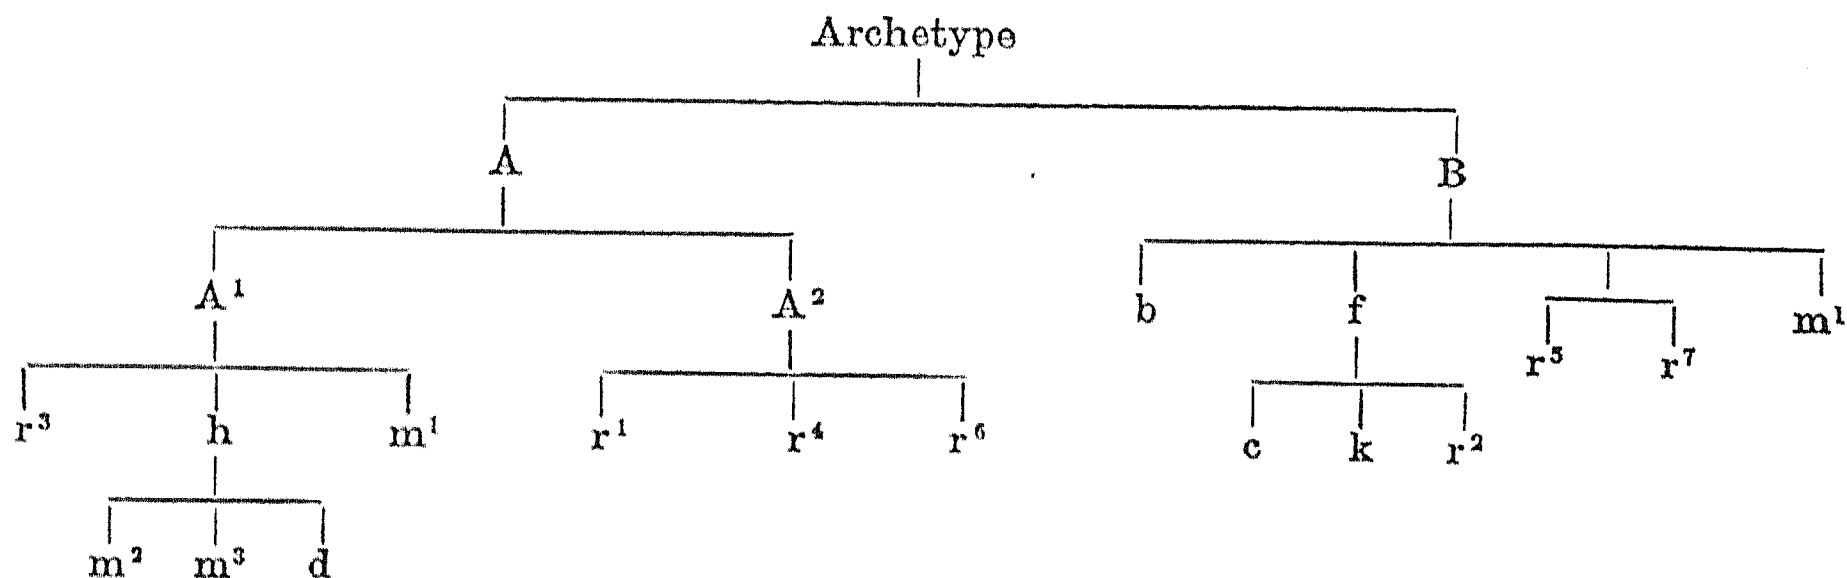 Archetype
A B
A¹ A² b f m¹
r⁵ r⁷
r³ h m¹ r¹ r⁴ r⁶ c k r²
m² m³ d